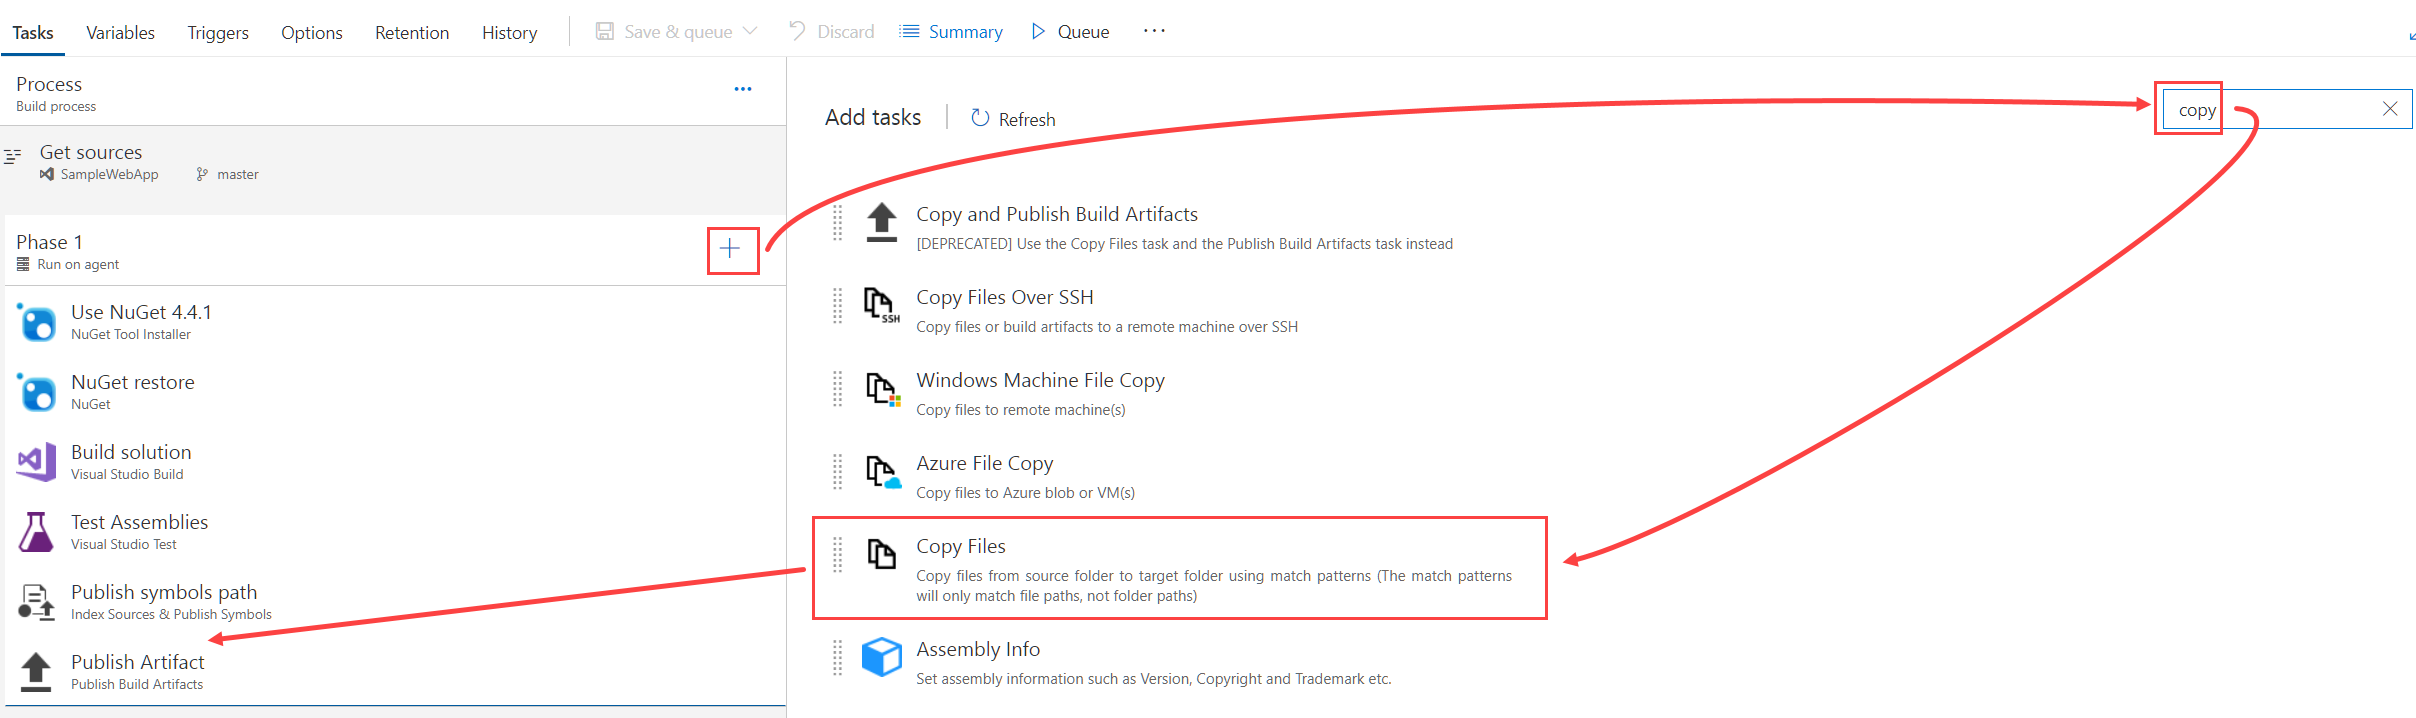 Tasks Variables Triggers Options Retention History Save & queue Discard Summary Queue ...
Process
Build process
...
Get sources
SampleWebApp master
Phase 1
Run on agent
Use NuGet 4.4.1
NuGet Tool Installer
NuGet restore
NuGet
Build solution
Visual Studio Build
Test Assemblies
Visual Studio Test
Publish symbols path
Index Sources & Publish Symbols
Publish Artifact
Publish Build Artifacts
Add tasks Refresh
copy
Copy and Publish Build Artifacts
[DEPRECATED] Use the Copy Files task and the Publish Build Artifacts task instead
Copy Files Over SSH
SSH
Copy files or build artifacts to a remote machine over SSH
Windows Machine File Copy
Copy files to remote machine(s)
Azure File Copy
Copy files to Azure blob or VM(s)
Copy Files
Copy files from source folder to target folder using match patterns (The match patterns
will only match file paths, not folder paths)
Assembly Info
Set assembly information such as Version, Copyright and Trademark etc.